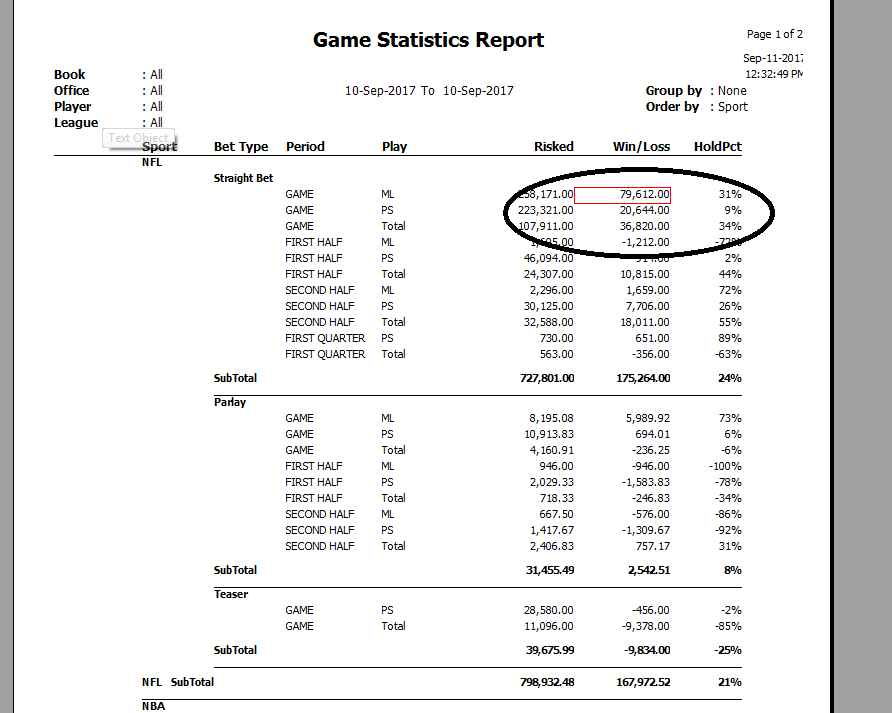 Game Statistics Report
Page 1 of 2
Sep-11-2017
12:32:49 PM
Book : All
Office : All 10-Sep-2017 To 10-Sep-2017 Group by : None
Player : All Order by : Sport
League : All
Text Object
Sport Bet Type Period Play Risked Win/Loss HoldPct
NFL
Straight Bet
GAME ML 258,171.00 79,612.00 31%
GAME PS 223,321.00 20,644.00 9%
GAME Total 107,911.00 36,820.00 34%
FIRST HALF ML -1,212.00
FIRST HALF PS 46,094.00 2%
FIRST HALF Total 24,307.00 10,815.00 44%
SECOND HALF ML 2,296.00 1,659.00 72%
SECOND HALF PS 30,125.00 7,706.00 26%
SECOND HALF Total 32,588.00 18,011.00 55%
FIRST QUARTER PS 730.00 651.00 89%
FIRST QUARTER Total 563.00 -356.00 -63%
SubTotal 727,801.00 175,264.00 24%
Parlay
GAME ML 8,195.08 5,989.92 73%
GAME PS 10,913.83 694.01 6%
GAME Total 4,160.91 -236.25 -6%
FIRST HALF ML 946.00 -946.00 -100%
FIRST HALF PS 2,029.33 -1,583.83 -78%
FIRST HALF Total 718.33 -246.83 -34%
SECOND HALF ML 667.50 -576.00 -86%
SECOND HALF PS 1,417.67 -1,309.67 -92%
SECOND HALF Total 2,406.83 757.17 31%
SubTotal 31,455.49 2,542.51 8%
Teaser
GAME PS 28,580.00 -456.00 -2%
GAME Total 11,096.00 -9,378.00 -85%
SubTotal 39,675.99 -9,834.00 -25%
NFL SubTotal 798,932.48 167,972.52 21%
NBA